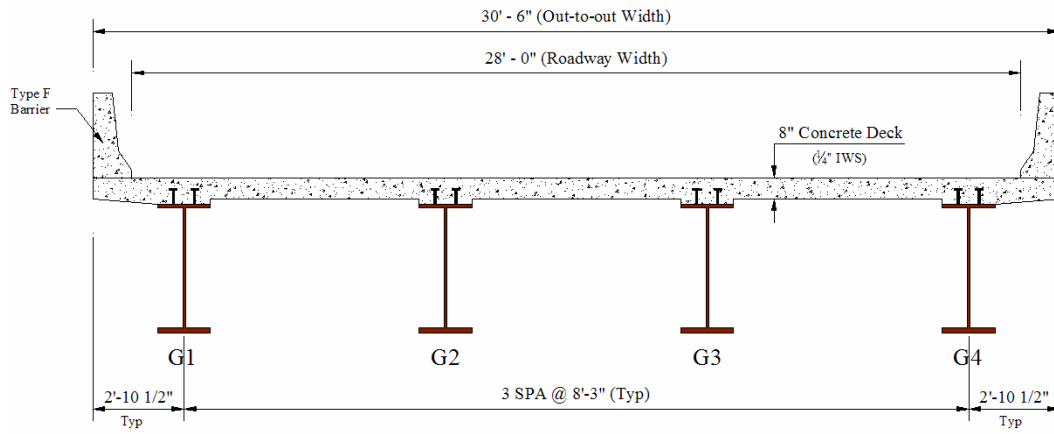 30' - 6" (Out-to-out Width)
28' - 0" (Roadway Width)
Type F
Barrier
8" Concrete Deck
(¼" IWS)
G1
G2
G3
G4
2'-10 1/2"
Typ
3 SPA @ 8'-3" (Typ)
2'-10 1/2"
Typ